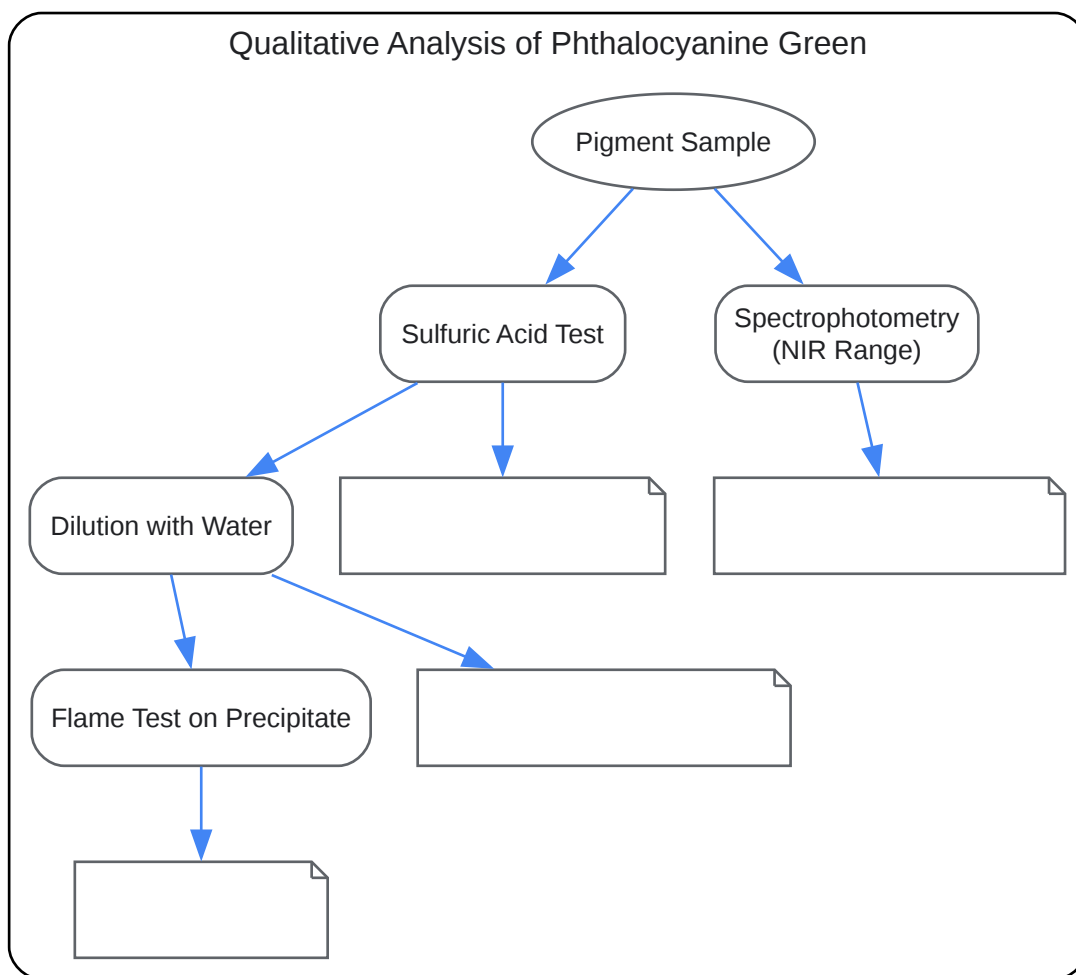 Qualitative Analysis of Phthalocyanine Green
Pigment Sample
Sulfuric Acid Test
Spectrophotometry
(NIR Range)
Dilution with Water
Flame Test on Precipitate